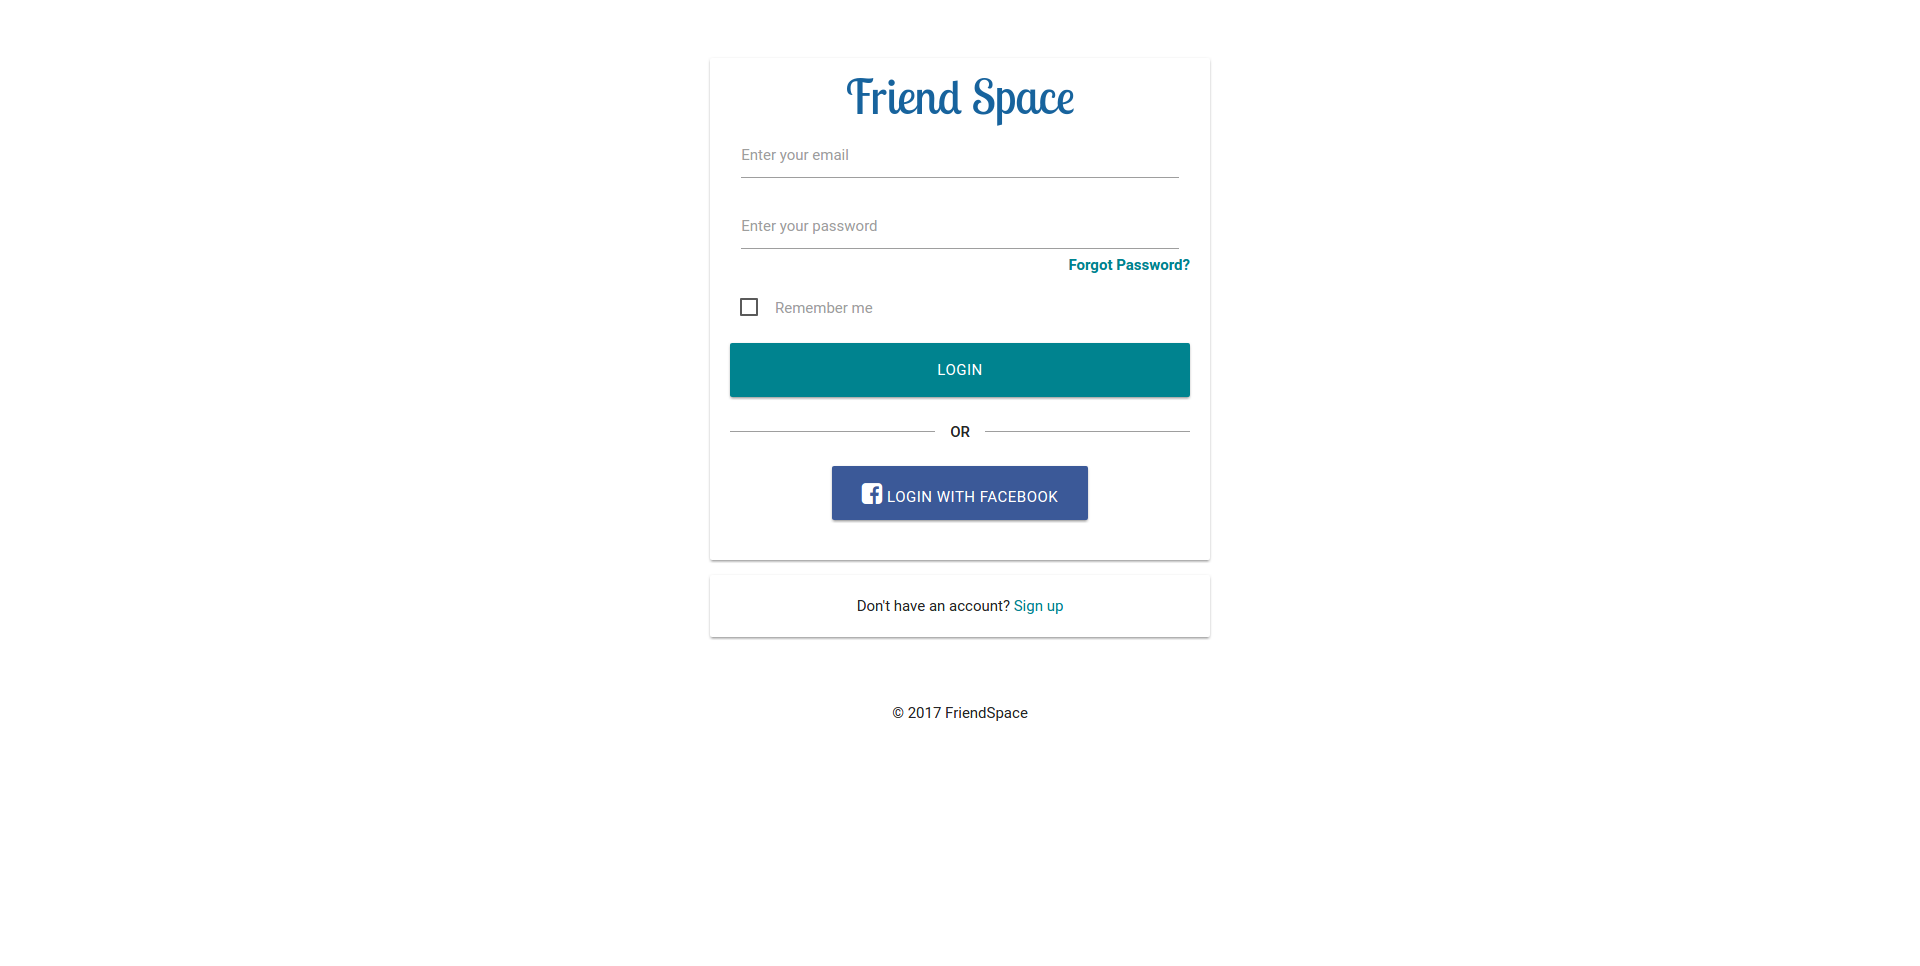 Friend Space
Enter your email
Enter your password
Forgot Password?
Remember me
LOGIN
OR
LOGIN WITH FACEBOOK
Don't have an account? Sign up
© 2017 FriendSpace